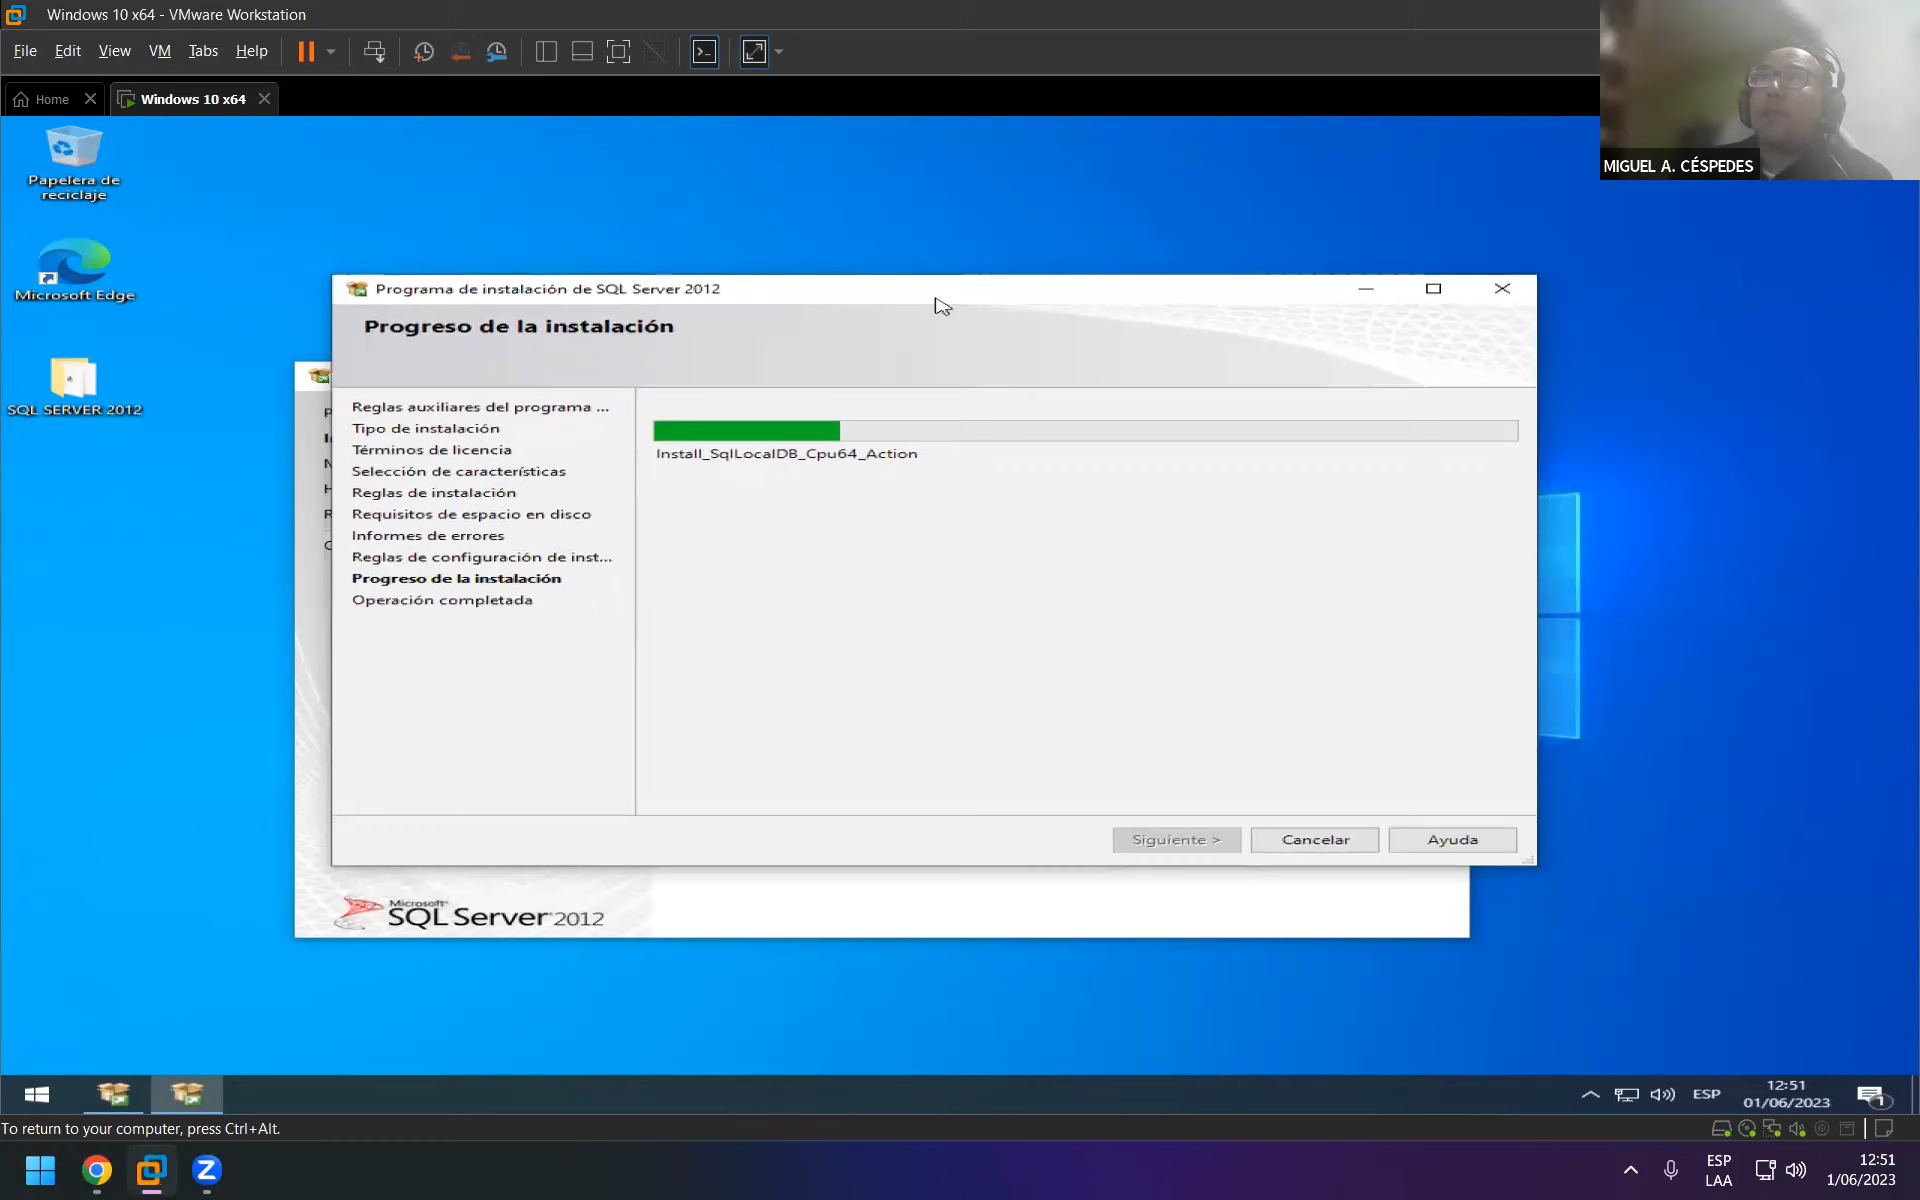 Windows 10 x64 - VMware Workstation
File Edit View VM Tabs Help
Home
Windows 10 x64
MIGUEL A. CÉSPEDES
Papelera de
reciclaje
Microsoft Edge
SQL SERVER 2012
Programa de instalación de SQL Server 2012
Progreso de la instalación
Reglas auxiliares del programa ...
Tipo de instalación
Términos de licencia
Selección de características
Reglas de instalación
Requisitos de espacio en disco
Informes de errores
Reglas de configuración de inst...
Progreso de la instalación
Operación completada
Install_SqlLocalDB_Cpu64_Action
Siguiente > Cancelar Ayuda
Microsoft
SQL Server 2012
ESP
12:51
01/06/2023
1
To return to your computer, press Ctrl+Alt.
ESP
LAA
12:51
1/06/2023